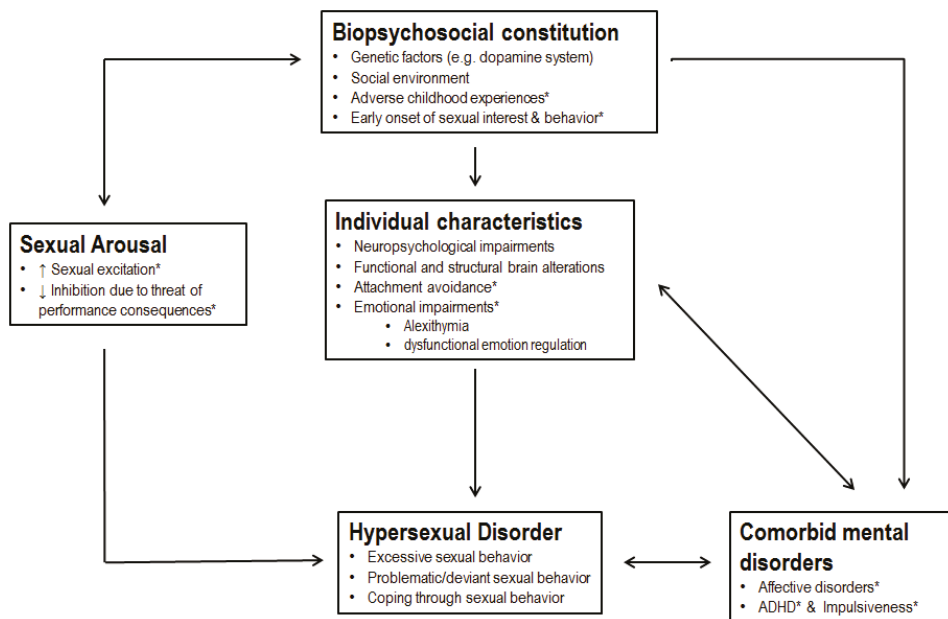 Biopsychosocial constitution
• Genetic factors (e.g. dopamine system)
• Social environment
• Adverse childhood experiences*
• Early onset of sexual interest & behavior*
Sexual Arousal
• ↑ Sexual excitation*
• ↓ Inhibition due to threat of
performance consequences*
Individual characteristics
• Neuropsychological impairments
• Functional and structural brain alterations
• Attachment avoidance*
• Emotional impairments*
• Alexithymia
• dysfunctional emotion regulation
Hypersexual Disorder
• Excessive sexual behavior
• Problematic/deviant sexual behavior
• Coping through sexual behavior
Comorbid mental
disorders
• Affective disorders*
• ADHD* & Impulsiveness*